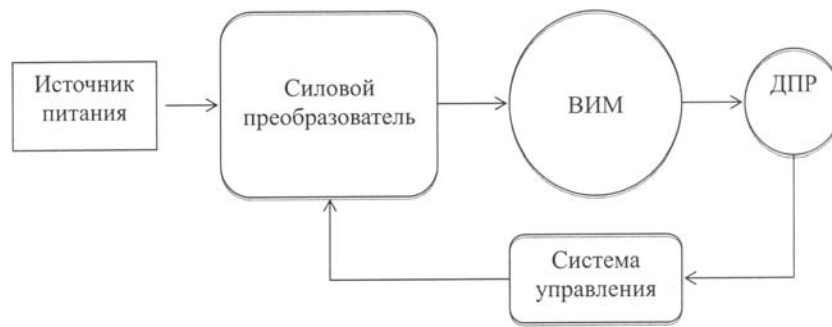 Источник
питания
Силовой
преобразователь
ВИМ
ДПР
Система
управления